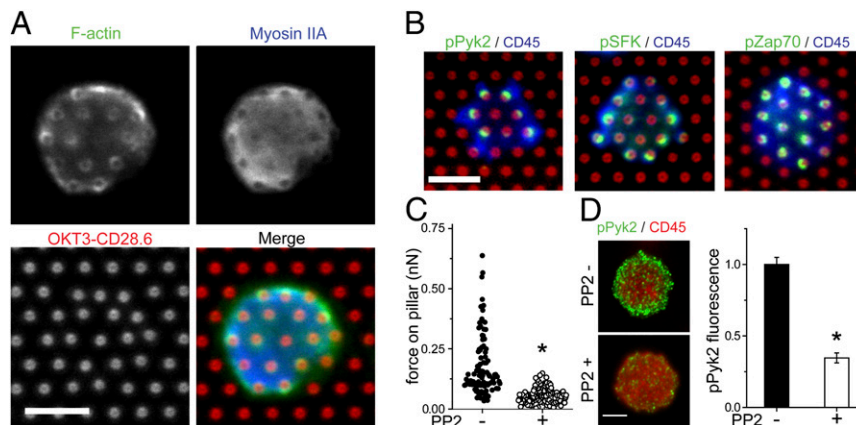 A
F-actin
Myosin IIA
OKT3-CD28.6
Merge
B
pPyk2 / CD45
pSFK / CD45
pZap70 / CD45
C
force on pillar (nN)
0.75
0.50
0.25
0.00
*
PP2 - +
D
pPyk2 / CD45
PP2 -
PP2 +
pPyk2 fluorescence
1.0
0.5
0.0
*
PP2 - +